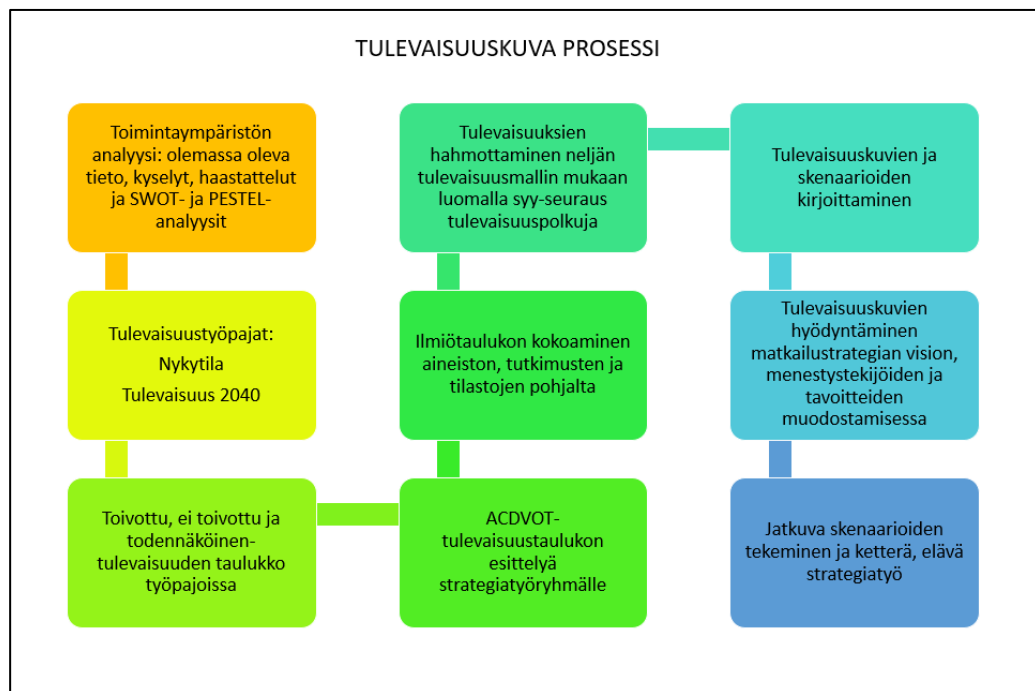 TULEVAISUUSKUVA PROSESSI
Toimintaympäristön
analyysi: olemassa oleva
tieto, kyselyt, haastattelut
ja SWOT- ja PESTEL-
analyysit
Tulevaisuustyöpajat:
Nykytila
Tulevaisuus 2040
Toivottu, ei toivottu ja
todennäköinen-
tulevaisuuden taulukko
työpajoissa
ACDVOT-
tulevaisuustaulukon
esittelyä
strategiatyöryhmälle
Ilmiötaulukon kokoaminen
aineiston, tutkimusten ja
tilastojen pohjalta
Tulevaisuuksien
hahmottaminen neljän
tulevaisuusmallin mukaan
luomalla syy-seuraus
tulevaisuuspolkuja
Tulevaisuuskuvien ja
skenaarioiden
kirjoittaminen
Tulevaisuuskuvien
hyödyntäminen
matkailustrategian vision,
menestystekijöiden ja
tavoitteiden
muodostamisessa
Jatkuva skenaarioiden
tekeminen ja ketterä, elävä
strategiatyö